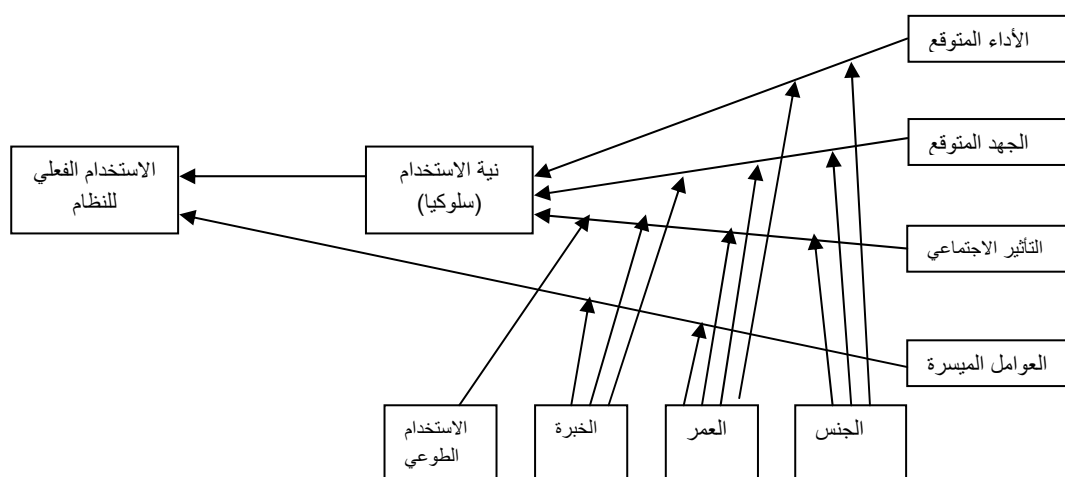 الأداء المتوقع
الجهد المتوقع
نية الاستخدام
(سلوكيا)
الاستخدام الفعلي
للنظام
التأثير الاجتماعي
العوامل الميسرة
الجنس
العمر
الخبرة
الاستخدام
الطوعي